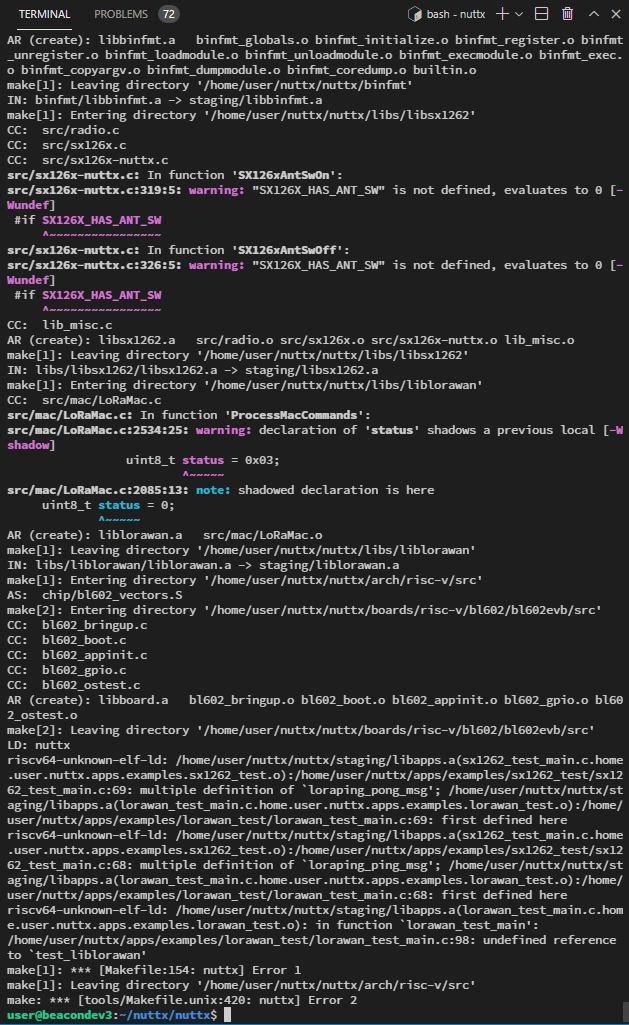 TERMINAL PROBLEMS 72 bash - nuttx
AR (create): libbinfmt.a binfmt_globals.o binfmt_initialize.o binfmt_register.o binfmt
_unregister.o binfmt_loadmodule.o binfmt_unloadmodule.o binfmt_execmodule.o binfmt_exec.
o binfmt_copyargv.o binfmt_dumpmodule.o binfmt_coredump.o builtin.o
make[1]: Leaving directory '/home/user/nuttx/nuttx/binfmt'
IN: binfmt/libbinfmt.a -> staging/libbinfmt.a
make[1]: Entering directory '/home/user/nuttx/nuttx/libs/libsx1262'
CC: src/radio.c
CC: src/sx126x.c
CC: src/sx126x-nuttx.c
src/sx126x-nuttx.c: In function 'SX126xAntSwOn':
src/sx126x-nuttx.c:319:5: warning: "SX126X_HAS_ANT_SW" is not defined, evaluates to 0 [-
Wundef]
#if SX126X_HAS_ANT_SW
^~~~~~~~~~~~~~~~~
src/sx126x-nuttx.c: In function 'SX126xAntSwOff':
src/sx126x-nuttx.c:326:5: warning: "SX126X_HAS_ANT_SW" is not defined, evaluates to 0 [-
Wundef]
#if SX126X_HAS_ANT_SW
^~~~~~~~~~~~~~~~~
CC: lib_misc.c
AR (create): libsx1262.a src/radio.o src/sx126x.o src/sx126x-nuttx.o lib_misc.o
make[1]: Leaving directory '/home/user/nuttx/nuttx/libs/libsx1262'
IN: libs/libsx1262/libsx1262.a -> staging/libsx1262.a
make[1]: Entering directory '/home/user/nuttx/nuttx/libs/liblorawan'
CC: src/mac/LoRaMac.c
src/mac/LoRaMac.c: In function 'ProcessMacCommands':
src/mac/LoRaMac.c:2534:25: warning: declaration of 'status' shadows a previous local [-W
shadow]
uint8_t status = 0x03;
^~~~~~
src/mac/LoRaMac.c:2085:13: note: shadowed declaration is here
uint8_t status = 0;
^~~~~~
AR (create): liblorawan.a src/mac/LoRaMac.o
make[1]: Leaving directory '/home/user/nuttx/nuttx/libs/liblorawan'
IN: libs/liblorawan/liblorawan.a -> staging/liblorawan.a
make[1]: Entering directory '/home/user/nuttx/nuttx/arch/risc-v/src'
AS: chip/bl602_vectors.S
make[2]: Entering directory '/home/user/nuttx/nuttx/boards/risc-v/bl602/bl602evb/src'
CC: bl602_bringup.c
CC: bl602_boot.c
CC: bl602_appinit.c
CC: bl602_gpio.c
CC: bl602_ostest.c
AR (create): libboard.a bl602_bringup.o bl602_boot.o bl602_appinit.o bl602_gpio.o bl60
2_ostest.o
make[2]: Leaving directory '/home/user/nuttx/nuttx/boards/risc-v/bl602/bl602evb/src'
LD: nuttx
riscv64-unknown-elf-ld: /home/user/nuttx/nuttx/staging/libapps.a(sx1262_test_main.c.home
.user.nuttx.apps.examples.sx1262_test.o):/home/user/nuttx/apps/examples/sx1262_test/sx12
62_test_main.c:69: multiple definition of `loraping_pong_msg'; /home/user/nuttx/nuttx/st
aging/libapps.a(lorawan_test_main.c.home.user.nuttx.apps.examples.lorawan_test.o):/home/
user/nuttx/apps/examples/lorawan_test/lorawan_test_main.c:69: first defined here
riscv64-unknown-elf-ld: /home/user/nuttx/nuttx/staging/libapps.a(sx1262_test_main.c.home
.user.nuttx.apps.examples.sx1262_test.o):/home/user/nuttx/apps/examples/sx1262_test/sx12
62_test_main.c:68: multiple definition of `loraping_ping_msg'; /home/user/nuttx/nuttx/st
aging/libapps.a(lorawan_test_main.c.home.user.nuttx.apps.examples.lorawan_test.o):/home/
user/nuttx/apps/examples/lorawan_test/lorawan_test_main.c:68: first defined here
riscv64-unknown-elf-ld: /home/user/nuttx/nuttx/staging/libapps.a(lorawan_test_main.c.hom
e.user.nuttx.apps.examples.lorawan_test.o): in function `lorawan_test_main':
/home/user/nuttx/apps/examples/lorawan_test/lorawan_test_main.c:98: undefined reference
to `test_liblorawan'
make[1]: *** [Makefile:154: nuttx] Error 1
make[1]: Leaving directory '/home/user/nuttx/nuttx/arch/risc-v/src'
make: *** [tools/Makefile.unix:420: nuttx] Error 2
user@beacondev3:~/nuttx/nuttx$